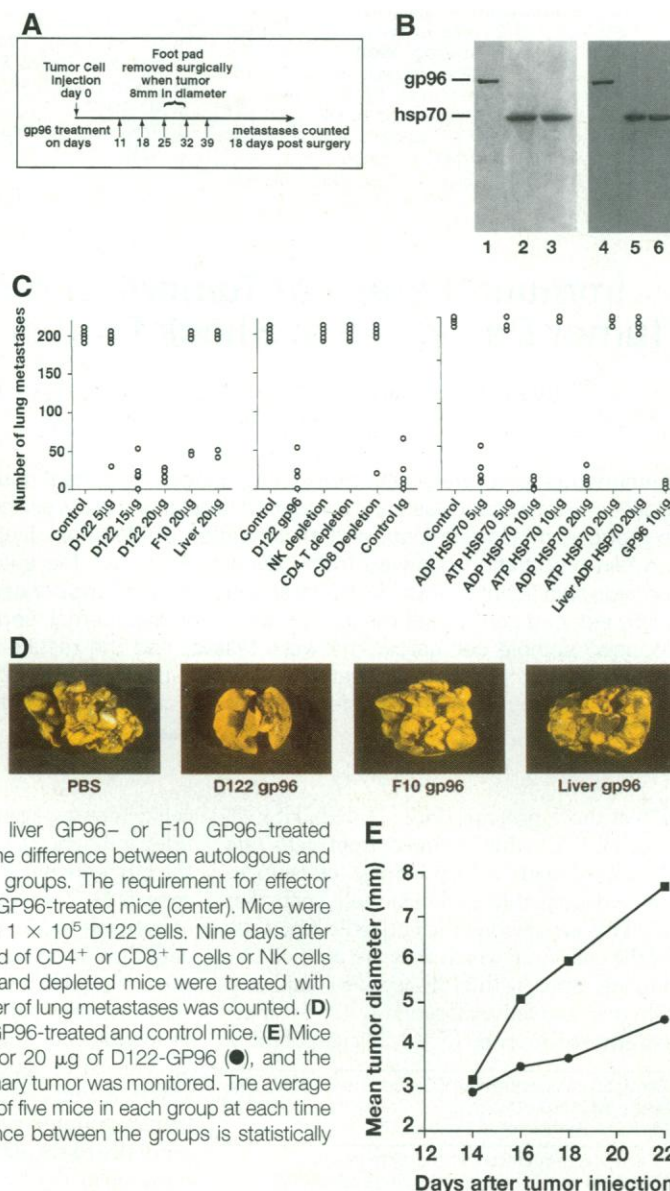 A
Tumor Cell
injection
day 0
Foot pad
removed surgically
when tumor
8mm in diameter
gp96 treatment
on days
11 18 25 32 39
metastases counted
18 days post surgery
B
gp96
hsp70
1 2 3 4 5 6
C
Number of lung metastases
200
150
100
50
0
Control
D122 5µg
D122 15µg
D122 20µg
F10 20µg
Liver 20µg
Control
D122 gp96
NK depletion
CD4 T depletion
CD8 Depletion
Control Ig
Control
ADP HSP70 5µg
ATP HSP70 5µg
ADP HSP70 10µg
ATP HSP70 10µg
ADP HSP70 20µg
ATP HSP70 20µg
Liver ADP HSP70 20µg
GP96 10µg
D
PBS
D122 gp96
F10 gp96
Liver gp96
liver GP96– or F10 GP96–treated
ne difference between autologous and
groups. The requirement for effector
GP96-treated mice (center). Mice were
1 × 10⁵ D122 cells. Nine days after
d of CD4⁺ or CD8⁺ T cells or NK cells
and depleted mice were treated with
er of lung metastases was counted. (D)
GP96-treated and control mice. (E) Mice
or 20 µg of D122-GP96 (●), and the
nary tumor was monitored. The average
of five mice in each group at each time
nce between the groups is statistically
E
Mean tumor diameter (mm)
8
7
6
5
4
3
2
12 14 16 18 20 22
Days after tumor injection